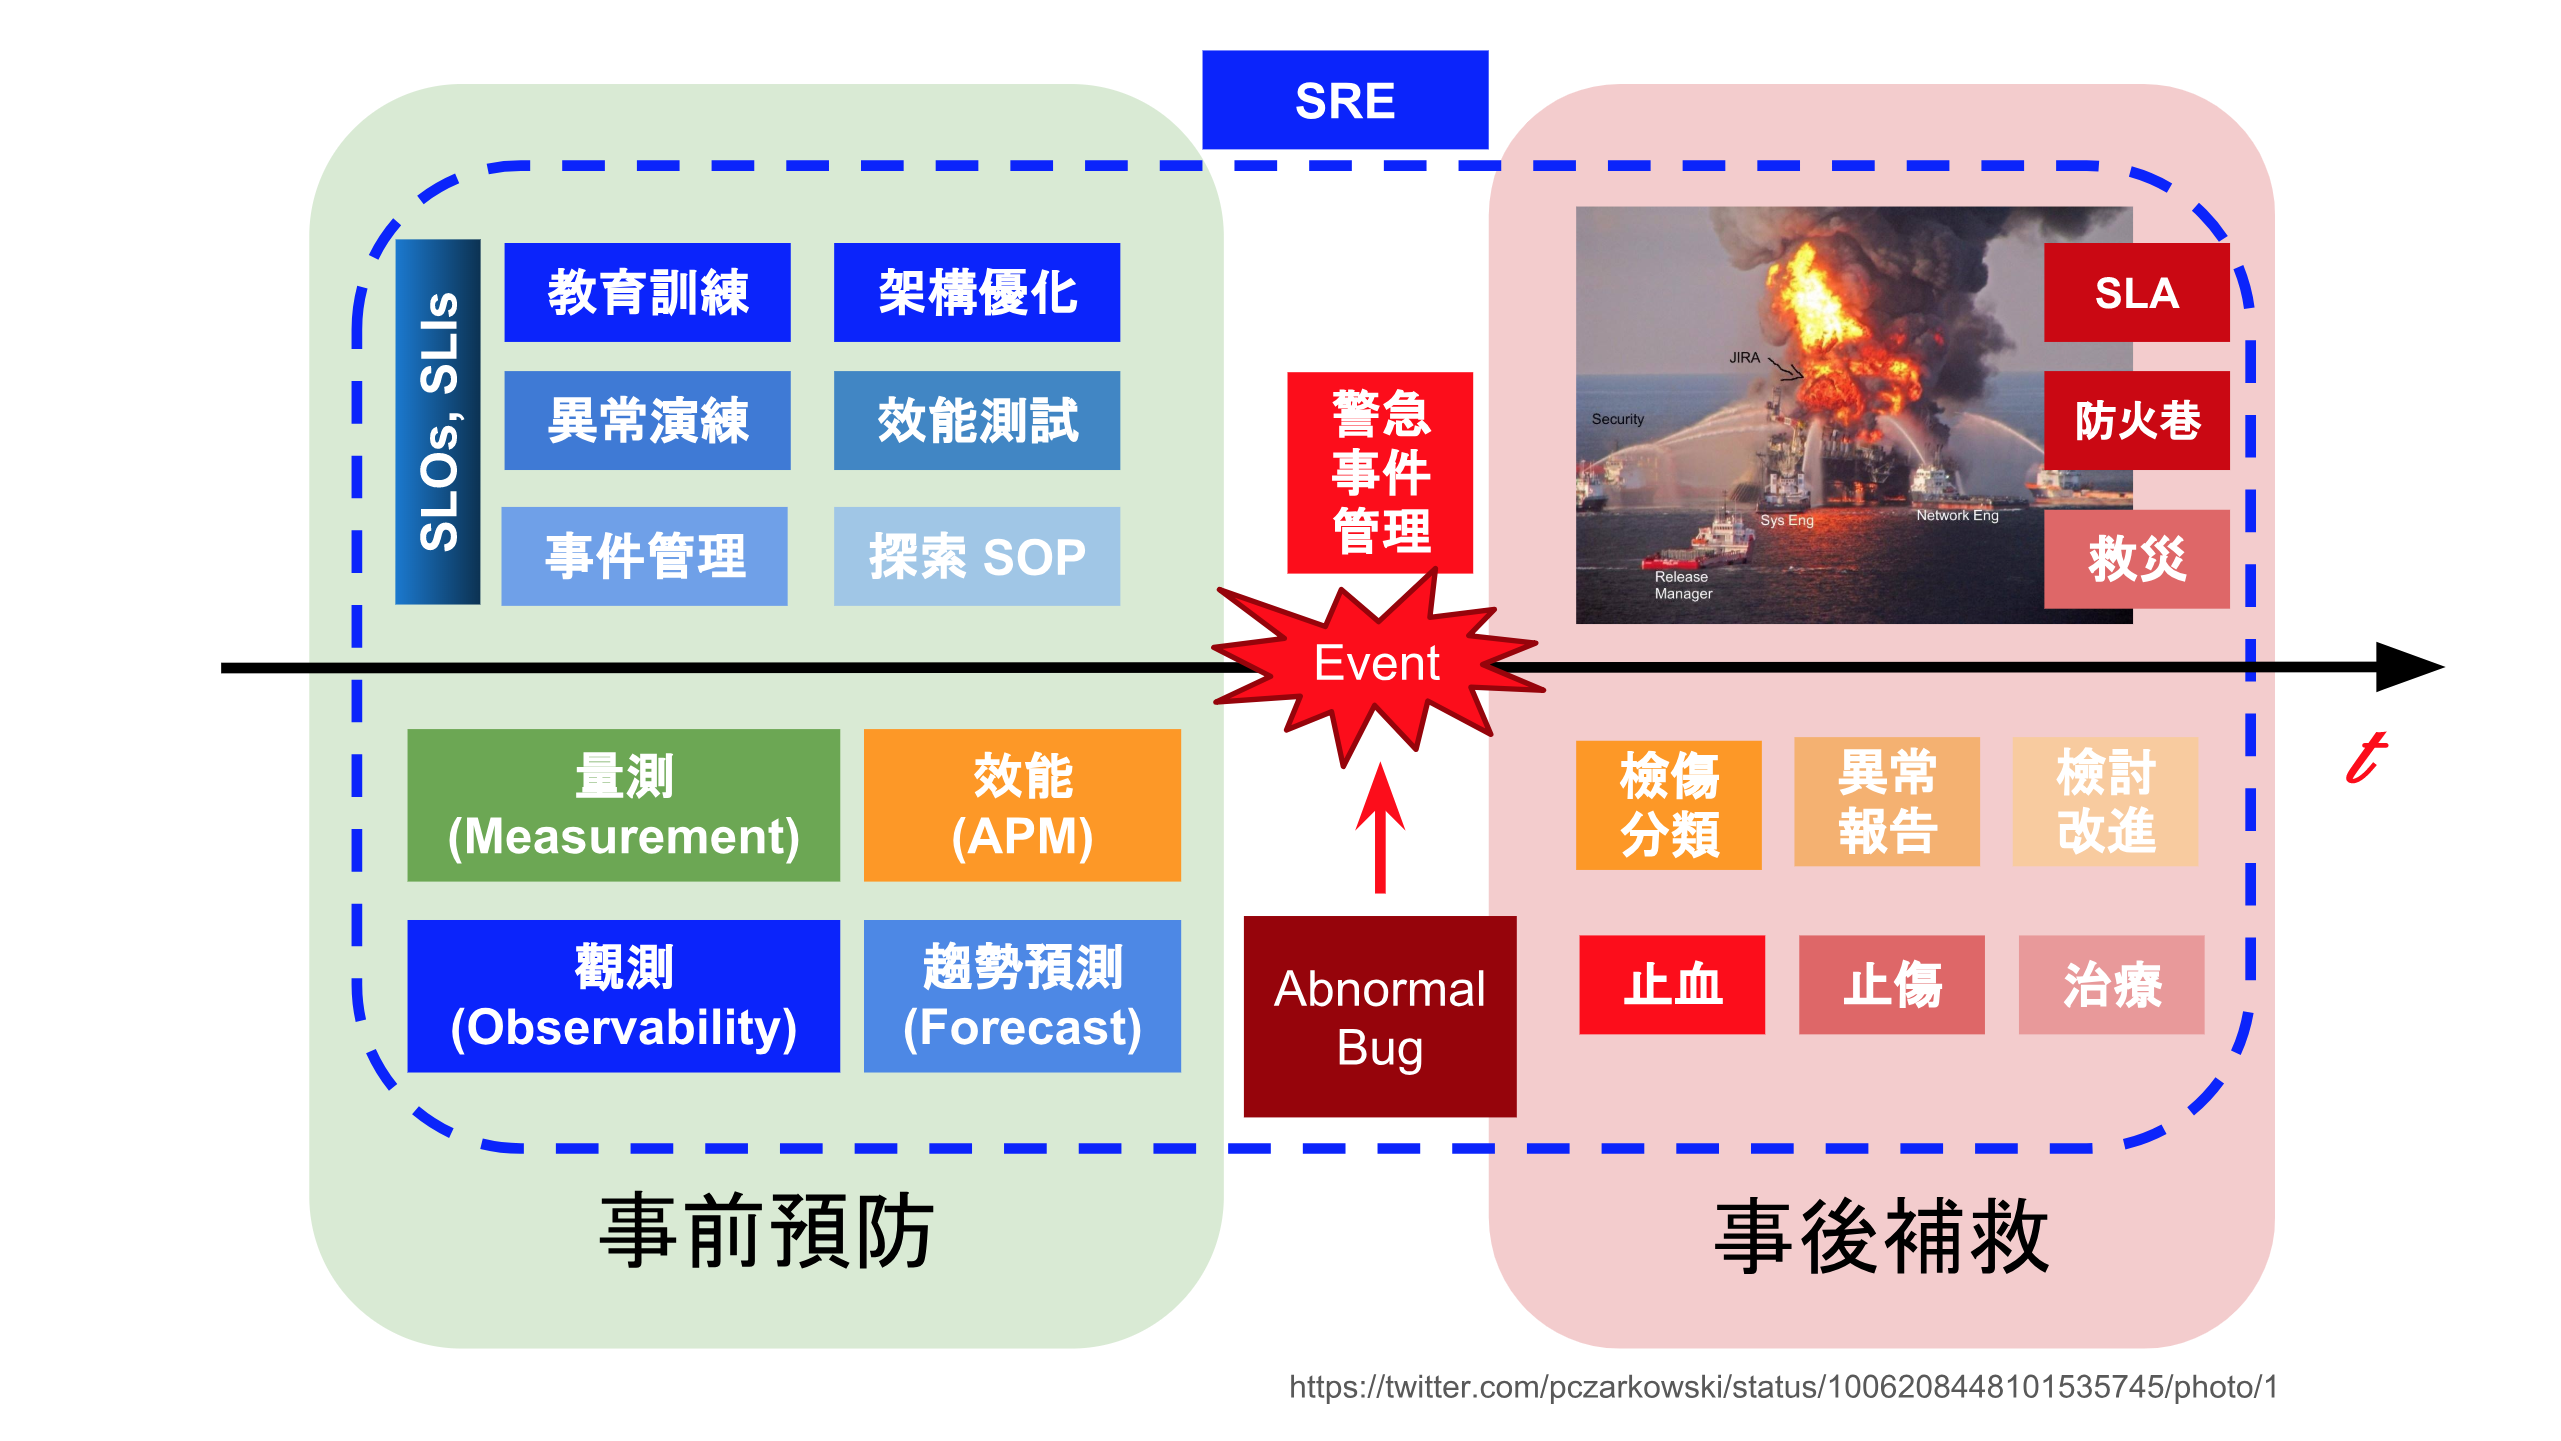 SRE
SLOs, SLIs
教育訓練
架構優化
異常演練
效能測試
事件管理
探索 SOP
警急
事件
管理
JIRA
Security
Sys Eng
Network Eng
Release
Manager
SLA
防火巷
救災
Event
t
量測
(Measurement)
效能
(APM)
觀測
(Observability)
趨勢預測
(Forecast)
Abnormal
Bug
檢傷
分類
異常
報告
檢討
改進
止血
止傷
治療
事前預防
事後補救
https://twitter.com/pczarkowski/status/1006208448101535745/photo/1